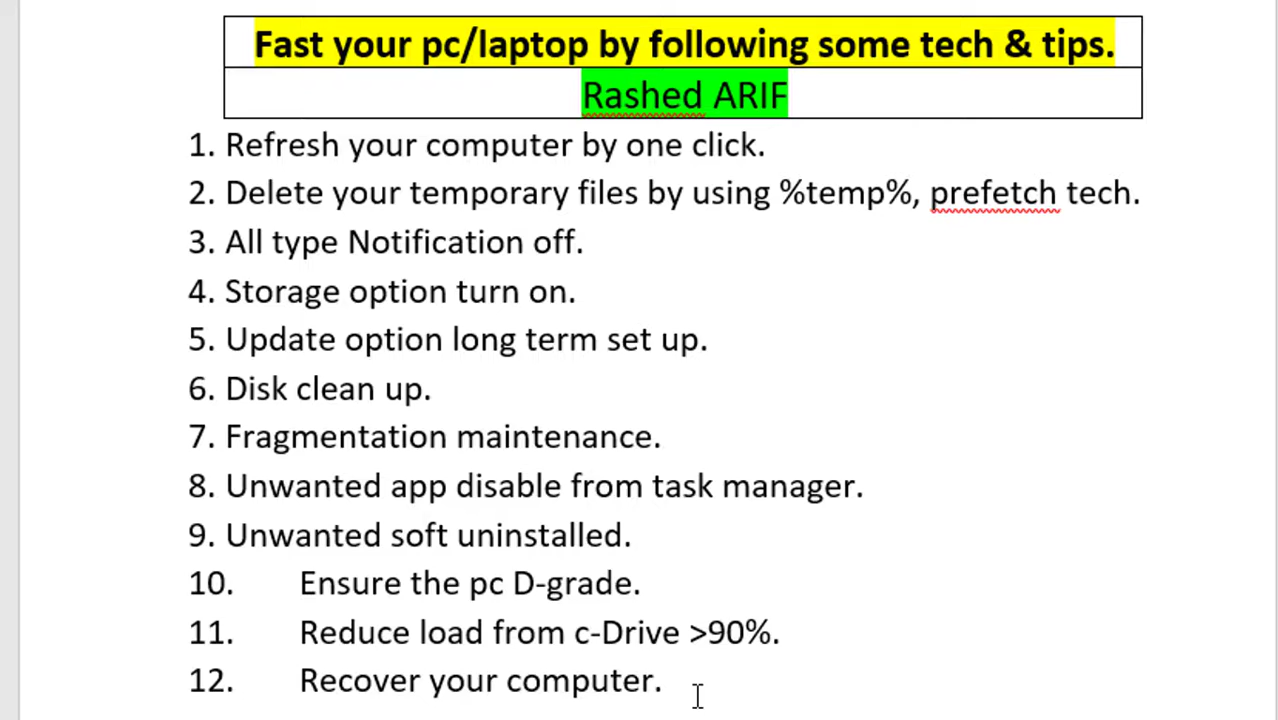 Fast your pc/laptop by following some tech & tips.
Rashed ARIF
1. Refresh your computer by one click.
2. Delete your temporary files by using %temp%, prefetch tech.
3. All type Notification off.
4. Storage option turn on.
5. Update option long term set up.
6. Disk clean up.
7. Fragmentation maintenance.
8. Unwanted app disable from task manager.
9. Unwanted soft uninstalled.
10. Ensure the pc D-grade.
11. Reduce load from c-Drive >90%.
12. Recover your computer.